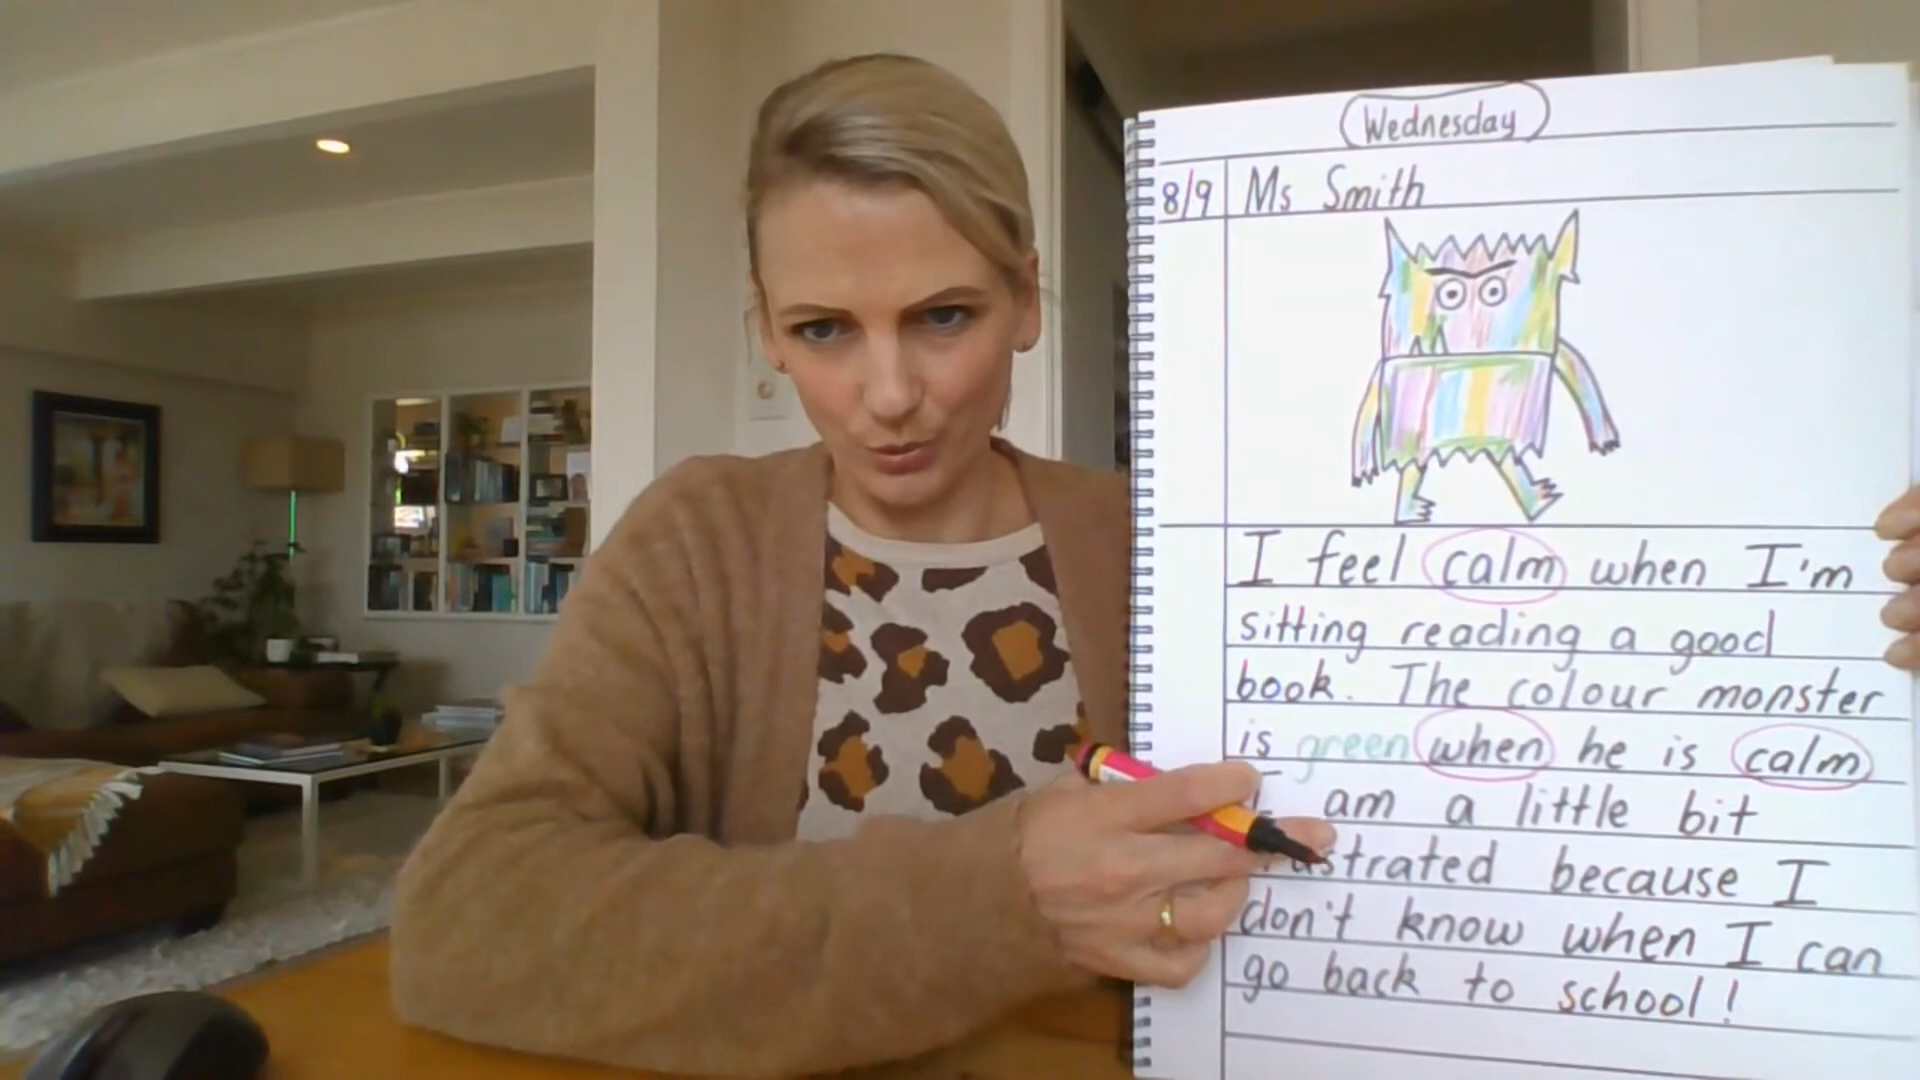 Wednesday
8/9 Ms Smith
I feel calm when I'm
sitting reading a good
book. The colour monster
is green when he is calm
I am a little bit
frustrated because I
don't know when I can
go back to school!